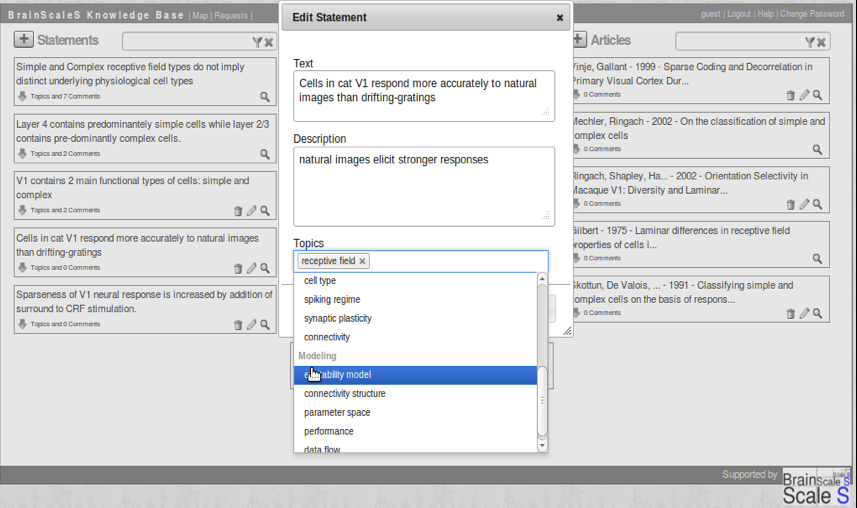 BrainScaleS Knowledge Base | Map | Requests |
guest | Logout | Help | Change Password
Statements
Simple and Complex receptive field types do not imply
distinct underlying physiological cell types
Topics and 7 Comments
Layer 4 contains predominantely simple cells while layer 2/3
contains pre-dominantly complex cells.
Topics and 2 Comments
V1 contains 2 main functional types of cells: simple and
complex
Topics and 2 Comments
Cells in cat V1 respond more accurately to natural images
than drifting-gratings
Topics and 0 Comments
Sparseness of V1 neural response is increased by addition of
surround to CRF stimulation.
Topics and 0 Comments
Edit Statement
Text
Cells in cat V1 respond more accurately to natural
images than drifting-gratings
Description
natural images elicit stronger responses
Topics
receptive field
cell type
spiking regime
synaptic plasticity
connectivity
Modeling
model
connectivity structure
parameter space
performance
data flow
Articles
Vinje, Gallant - 1999 - Sparse Coding and Decorrelation in
Primary Visual Cortex Dur...
0 Comments
Mechler, Ringach - 2002 - On the classification of simple and
complex cells
0 Comments
Ringach, Shapley, Ha... - 2002 - Orientation Selectivity in
Macaque V1: Diversity and Laminar...
0 Comments
Gilbert - 1975 - Laminar differences in receptive field
properties of cells i...
0 Comments
Skottun, De Valois, ... - 1991 - Classifying simple and
complex cells on the basis of respons...
0 Comments
Supported by
BrainScaleS
Scale S